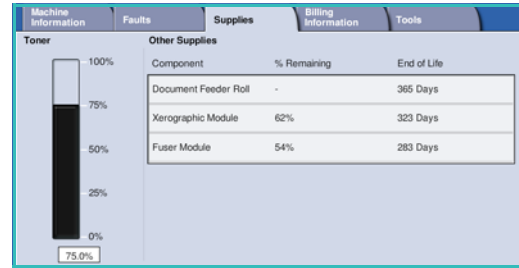 Machine Information
Faults
Supplies
Billing Information
Tools
Toner
Other Supplies
100%
75%
50%
25%
0%
75.0%
Component % Remaining End of Life
Document Feeder Roll - 365 Days
Xerographic Module 62% 323 Days
Fuser Module 54% 283 Days